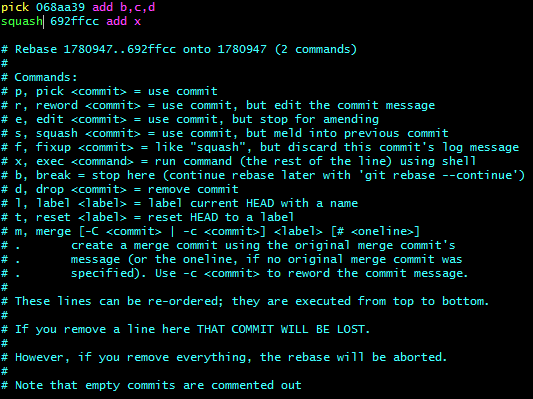 pick 068aa39 add b,c,d
squash 692ffcc add x

# Rebase 1780947..692ffcc onto 1780947 (2 commands)
#
# Commands:
# p, pick <commit> = use commit
# r, reword <commit> = use commit, but edit the commit message
# e, edit <commit> = use commit, but stop for amending
# s, squash <commit> = use commit, but meld into previous commit
# f, fixup <commit> = like "squash", but discard this commit's log message
# x, exec <command> = run command (the rest of the line) using shell
# b, break = stop here (continue rebase later with 'git rebase --continue')
# d, drop <commit> = remove commit
# l, label <label> = label current HEAD with a name
# t, reset <label> = reset HEAD to a label
# m, merge [-C <commit> | -c <commit>] <label> [# <oneline>]
# .       create a merge commit using the original merge commit's
# .       message (or the oneline, if no original merge commit was
# .       specified). Use -c <commit> to reword the commit message.
#
# These lines can be re-ordered; they are executed from top to bottom.
#
# If you remove a line here THAT COMMIT WILL BE LOST.
#
# However, if you remove everything, the rebase will be aborted.
#
# Note that empty commits are commented out